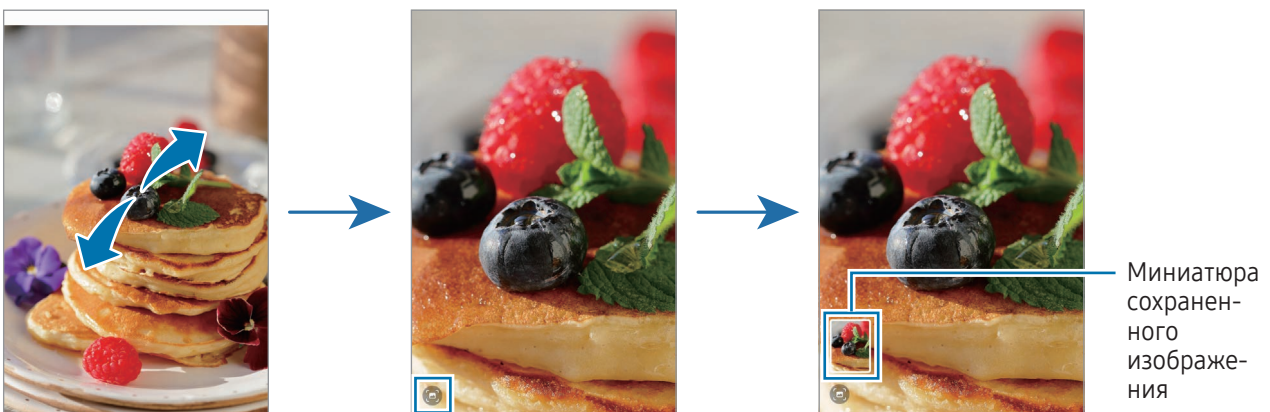 Миниатюра
сохранен-
ного
изображе-
ния